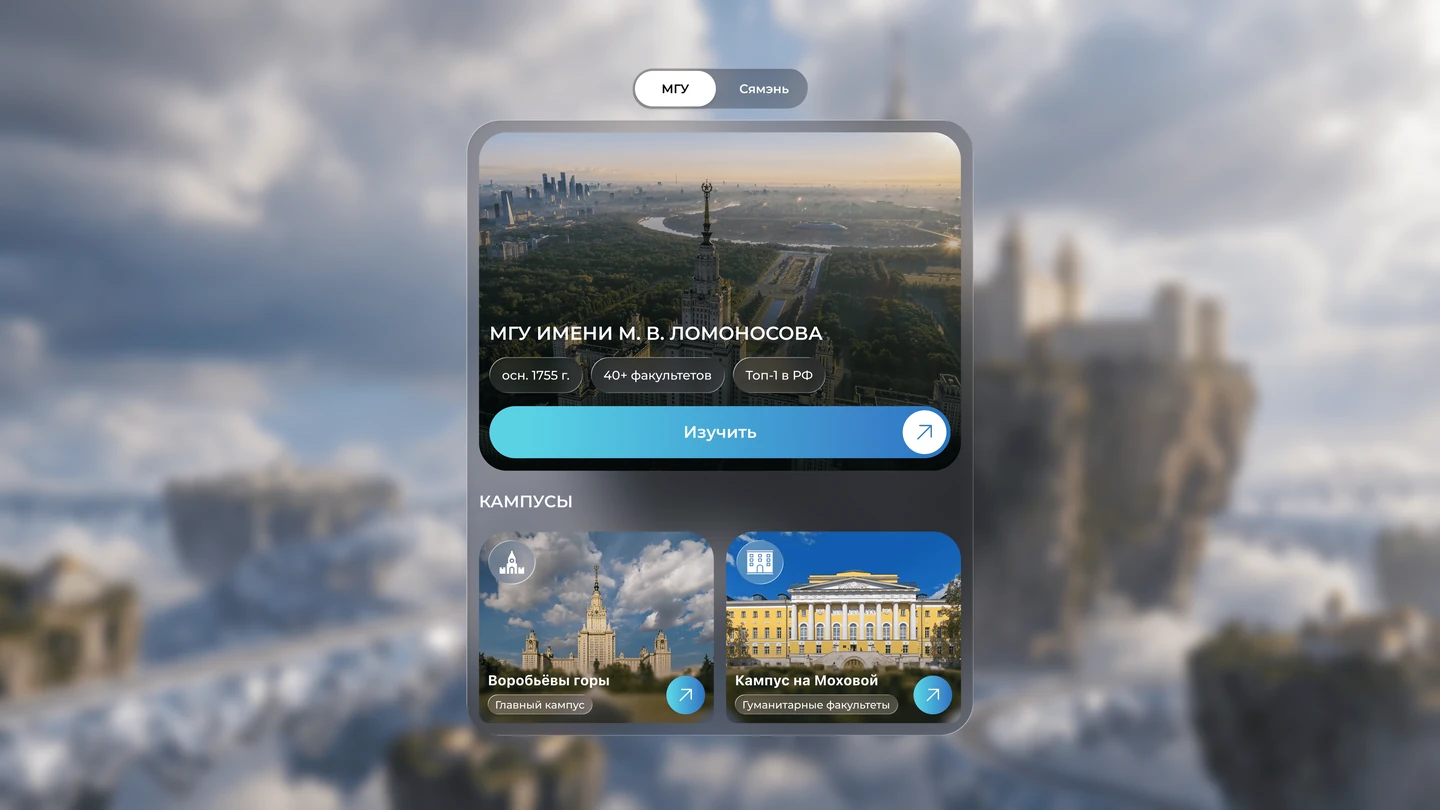 МГУ Сямэнь
МГУ ИМЕНИ М. В. ЛОМОНОСОВА
осн. 1755 г. 40+ факультетов Топ-1 в РФ
Изучить
КАМПУСЫ
Воробьёвы горы
Главный кампус
Кампус на Моховой
Гуманитарные факультеты